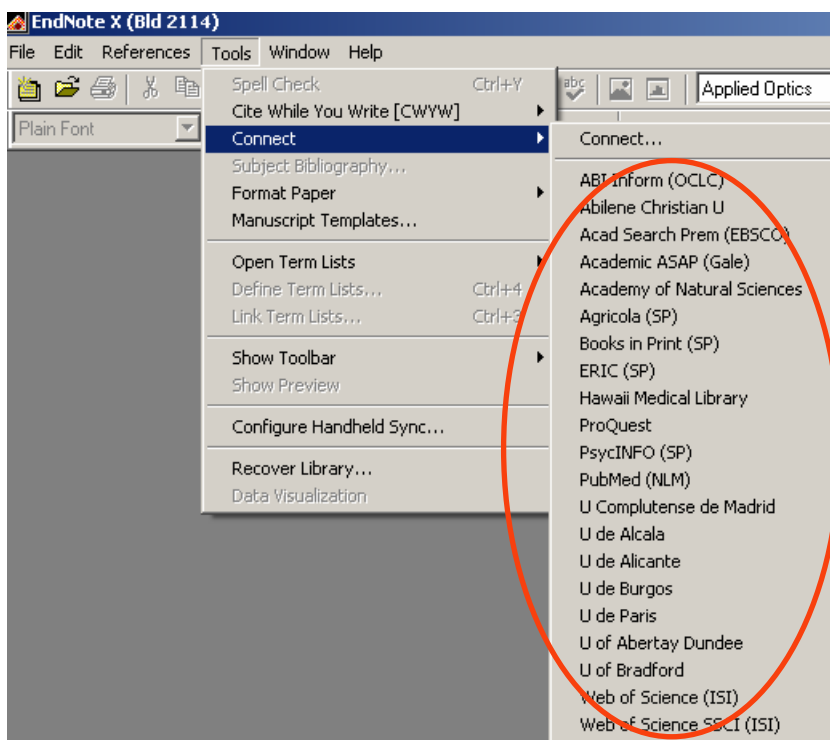 EndNote X (Bld 2114)
File Edit References Tools Window Help
abc Applied Optics
Plain Font
Spell Check Ctrl+Y
Cite While You Write [CWYW]
Connect
Subject Bibliography...
Format Paper
Manuscript Templates...
Open Term Lists
Define Term Lists... Ctrl+4
Link Term Lists... Ctrl+3
Show Toolbar
Show Preview
Configure Handheld Sync...
Recover Library...
Data Visualization
Connect...
ABI-Inform (OCLC)
Abilene Christian U
Acad Search Prem (EBSCO)
Academic ASAP (Gale)
Academy of Natural Sciences
Agricola (SP)
Books in Print (SP)
ERIC (SP)
Hawaii Medical Library
ProQuest
PsycINFO (SP)
PubMed (NLM)
U Complutense de Madrid
U de Alcala
U de Alicante
U de Burgos
U de Paris
U of Abertay Dundee
U of Bradford
Web of Science (ISI)
Web of Science SSCI (ISI)